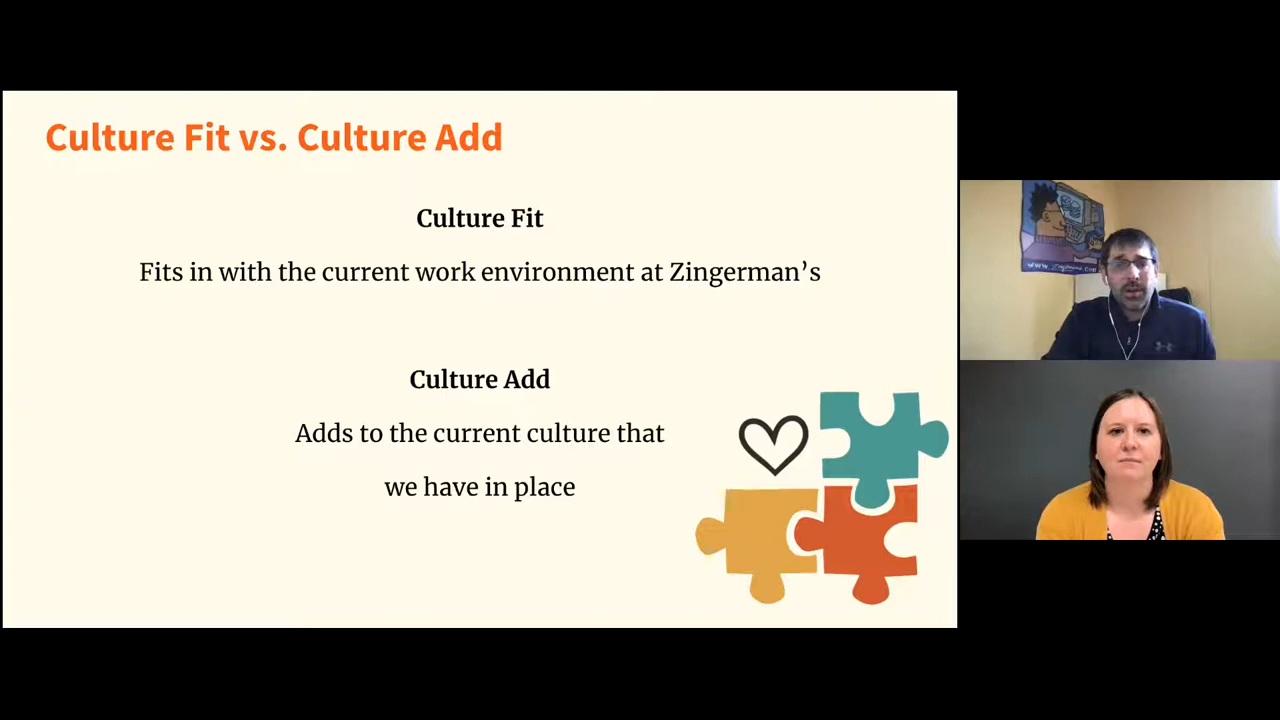 Culture Fit vs. Culture Add
Culture Fit
Fits in with the current work environment at Zingerman’s
Culture Add
Adds to the current culture that
we have in place